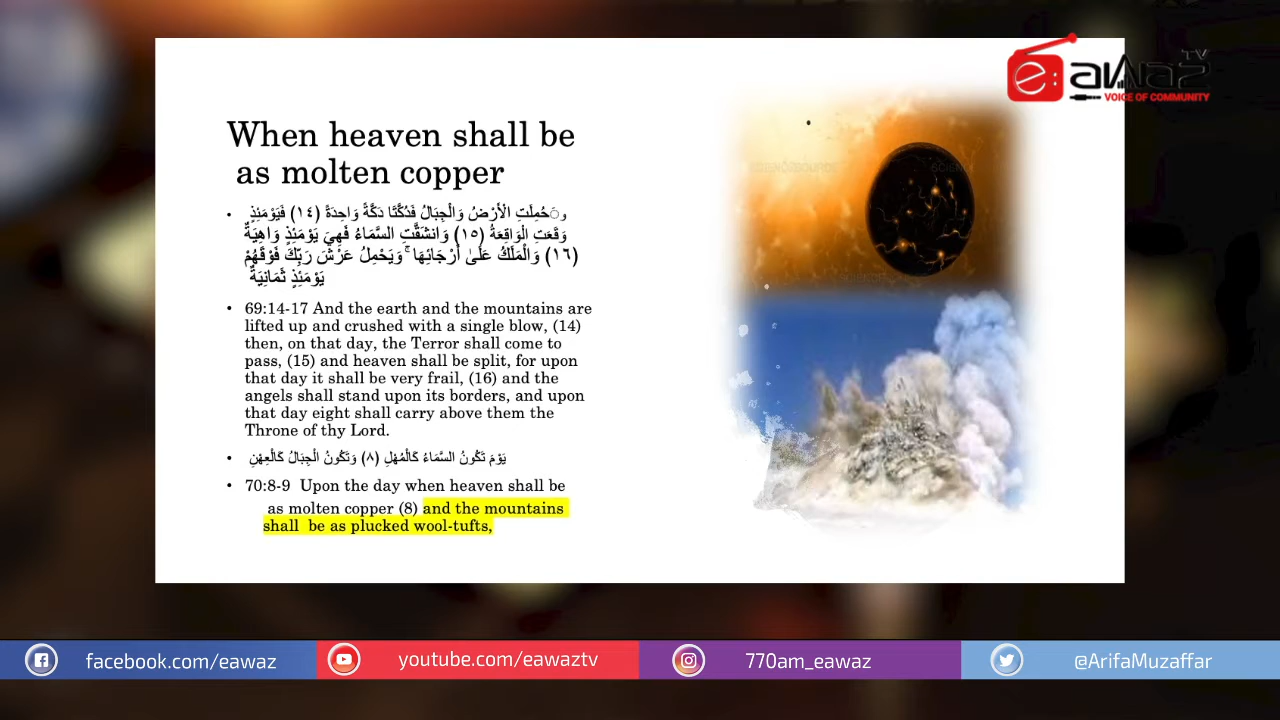 e:awaz TV
VOICE OF COMMUNITY
When heaven shall be
as molten copper
• وَحُمِلَتِ الْأَرْضُ وَالْجِبَالُ فَدُكَّتَا دَكَّةً وَاحِدَةً (١٤) فَيَوْمَئِذٍ
وَقَعَتِ الْوَاقِعَةُ (١٥) وَانشَقَّتِ السَّمَاءُ فَهِيَ يَوْمَئِذٍ وَاهِيَةٌ
(١٦) وَالْمَلَكُ عَلَىٰ أَرْجَائِهَا ۚ وَيَحْمِلُ عَرْشَ رَبِّكَ فَوْقَهُمْ
يَوْمَئِذٍ ثَمَانِيَةٌ
• 69:14-17 And the earth and the mountains are
lifted up and crushed with a single blow, (14)
then, on that day, the Terror shall come to
pass, (15) and heaven shall be split, for upon
that day it shall be very frail, (16) and the
angels shall stand upon its borders, and upon
that day eight shall carry above them the
Throne of thy Lord.
• يَوْمَ تَكُونُ السَّمَاءُ كَالْمُهْلِ (٨) وَتَكُونُ الْجِبَالُ كَالْعِهْنِ
• 70:8-9 Upon the day when heaven shall be
as molten copper (8) and the mountains
shall be as plucked wool-tufts,
facebook.com/eawaz
youtube.com/eawaztv
770am_eawaz
@ArifaMuzaffar